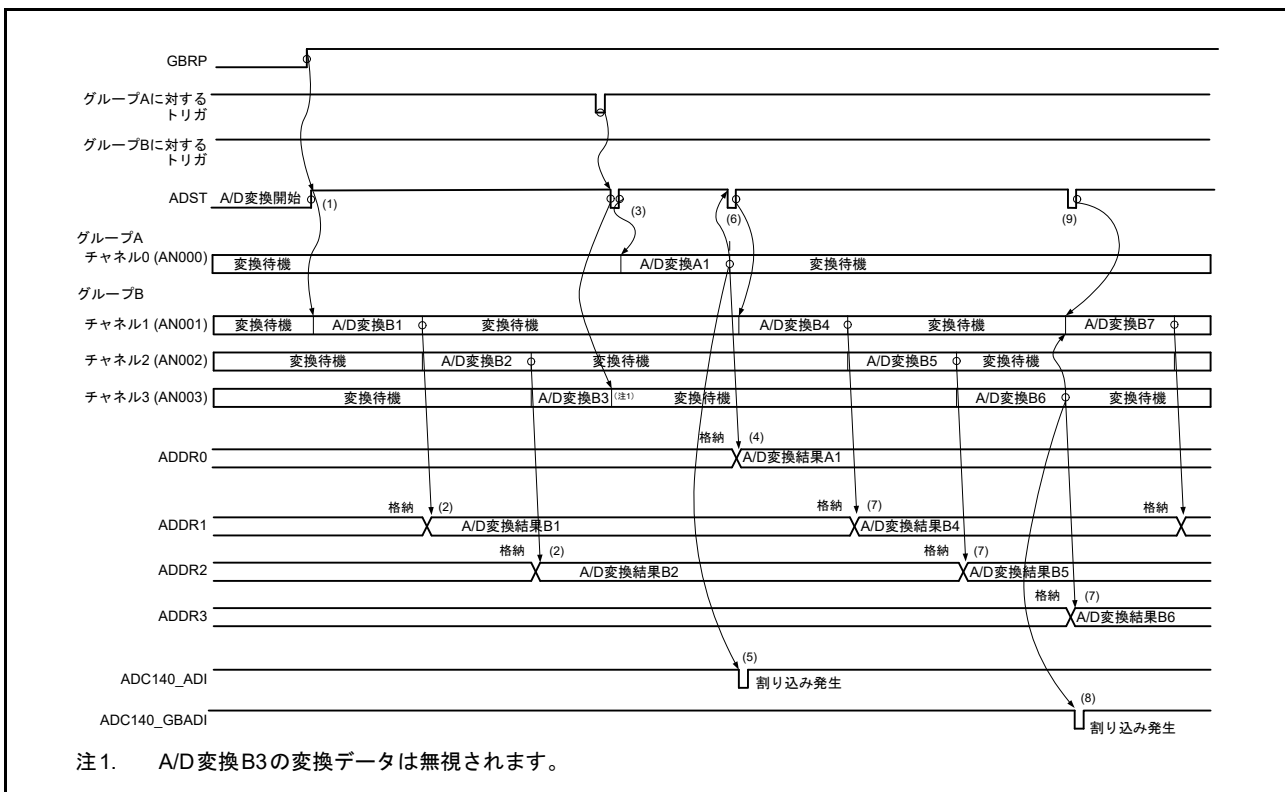 GBRP
グループAに対する
トリガ
グループBに対する
トリガ
ADST A/D変換開始 (1) (3) (6) (9)
グループA
チャネル0 (AN000) 変換待機 A/D変換A1 変換待機
グループB
チャネル1 (AN001) 変換待機 A/D変換B1 変換待機 A/D変換B4 変換待機 A/D変換B7
チャネル2 (AN002) 変換待機 A/D変換B2 変換待機 A/D変換B5 変換待機
チャネル3 (AN003) 変換待機 A/D変換B3 (注1) 変換待機 A/D変換B6 変換待機
格納 (4)
ADDR0 A/D変換結果A1
格納 (2) 格納 (7) 格納
ADDR1 A/D変換結果B1 A/D変換結果B4
格納 (2) 格納 (7)
ADDR2 A/D変換結果B2 A/D変換結果B5
格納 (7)
ADDR3 A/D変換結果B6
(5)
ADC140_ADI 割り込み発生
(8)
ADC140_GBADI 割り込み発生
注1. A/D変換B3の変換データは無視されます。